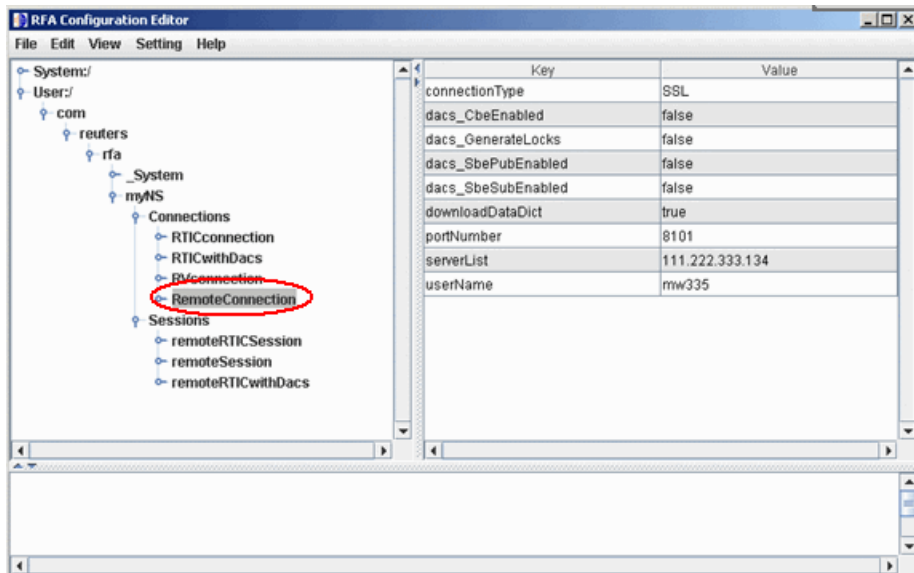 RFA Configuration Editor
File Edit View Setting Help
System:/
User:/
com
reuters
rfa
_System
myNS
Connections
RTICconnection
RTICwithDacs
RVconnection
RemoteConnection
Sessions
remoteRTICSession
remoteSession
remoteRTICwithDacs
Key Value
connectionType SSL
dacs_CbeEnabled false
dacs_GenerateLocks false
dacs_SbePubEnabled false
dacs_SbeSubEnabled false
downloadDataDict true
portNumber 8101
serverList 111.222.333.134
userName mw335